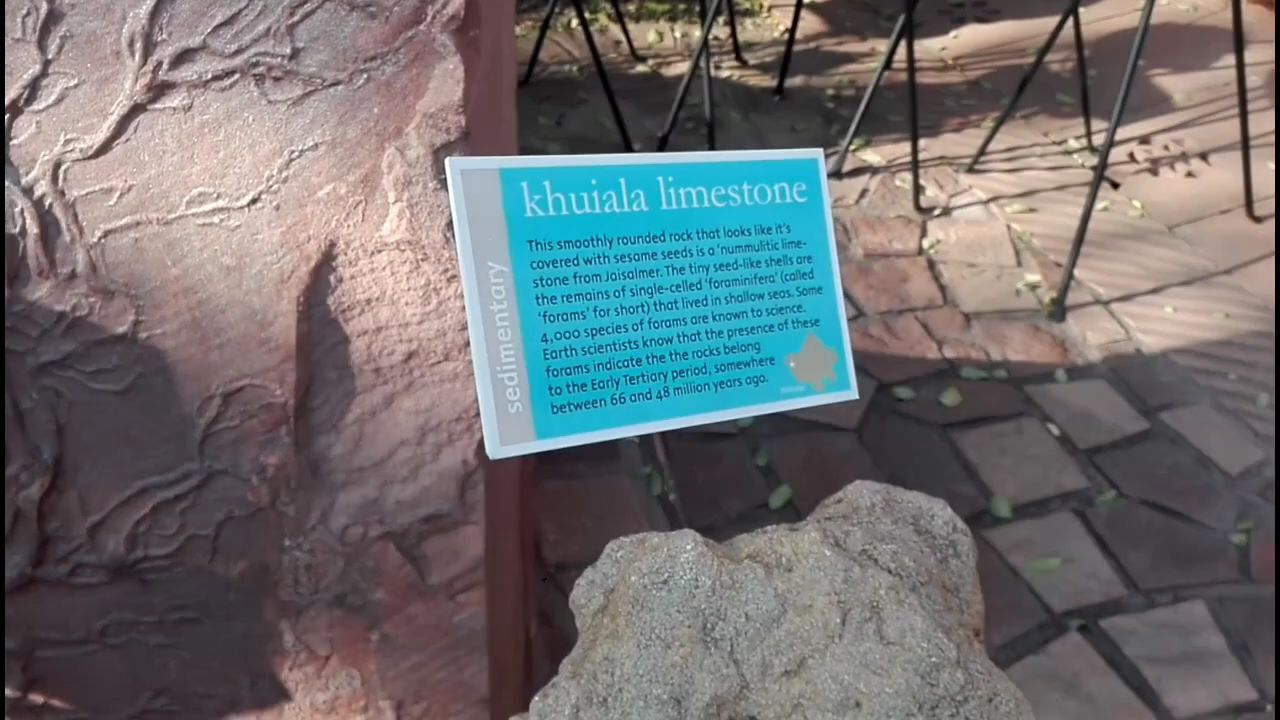 khuiala limestone
sedimentary
This smoothly rounded rock that looks like it's
covered with sesame seeds is a 'nummulitic lime-
stone from Jaisalmer. The tiny seed-like shells are
the remains of single-celled 'foraminifera' (called
'forams' for short) that lived in shallow seas. Some
4,000 species of forams are known to science.
Earth scientists know that the presence of these
forams indicate the the rocks belong
to the Early Tertiary period, somewhere
between 66 and 48 million years ago.